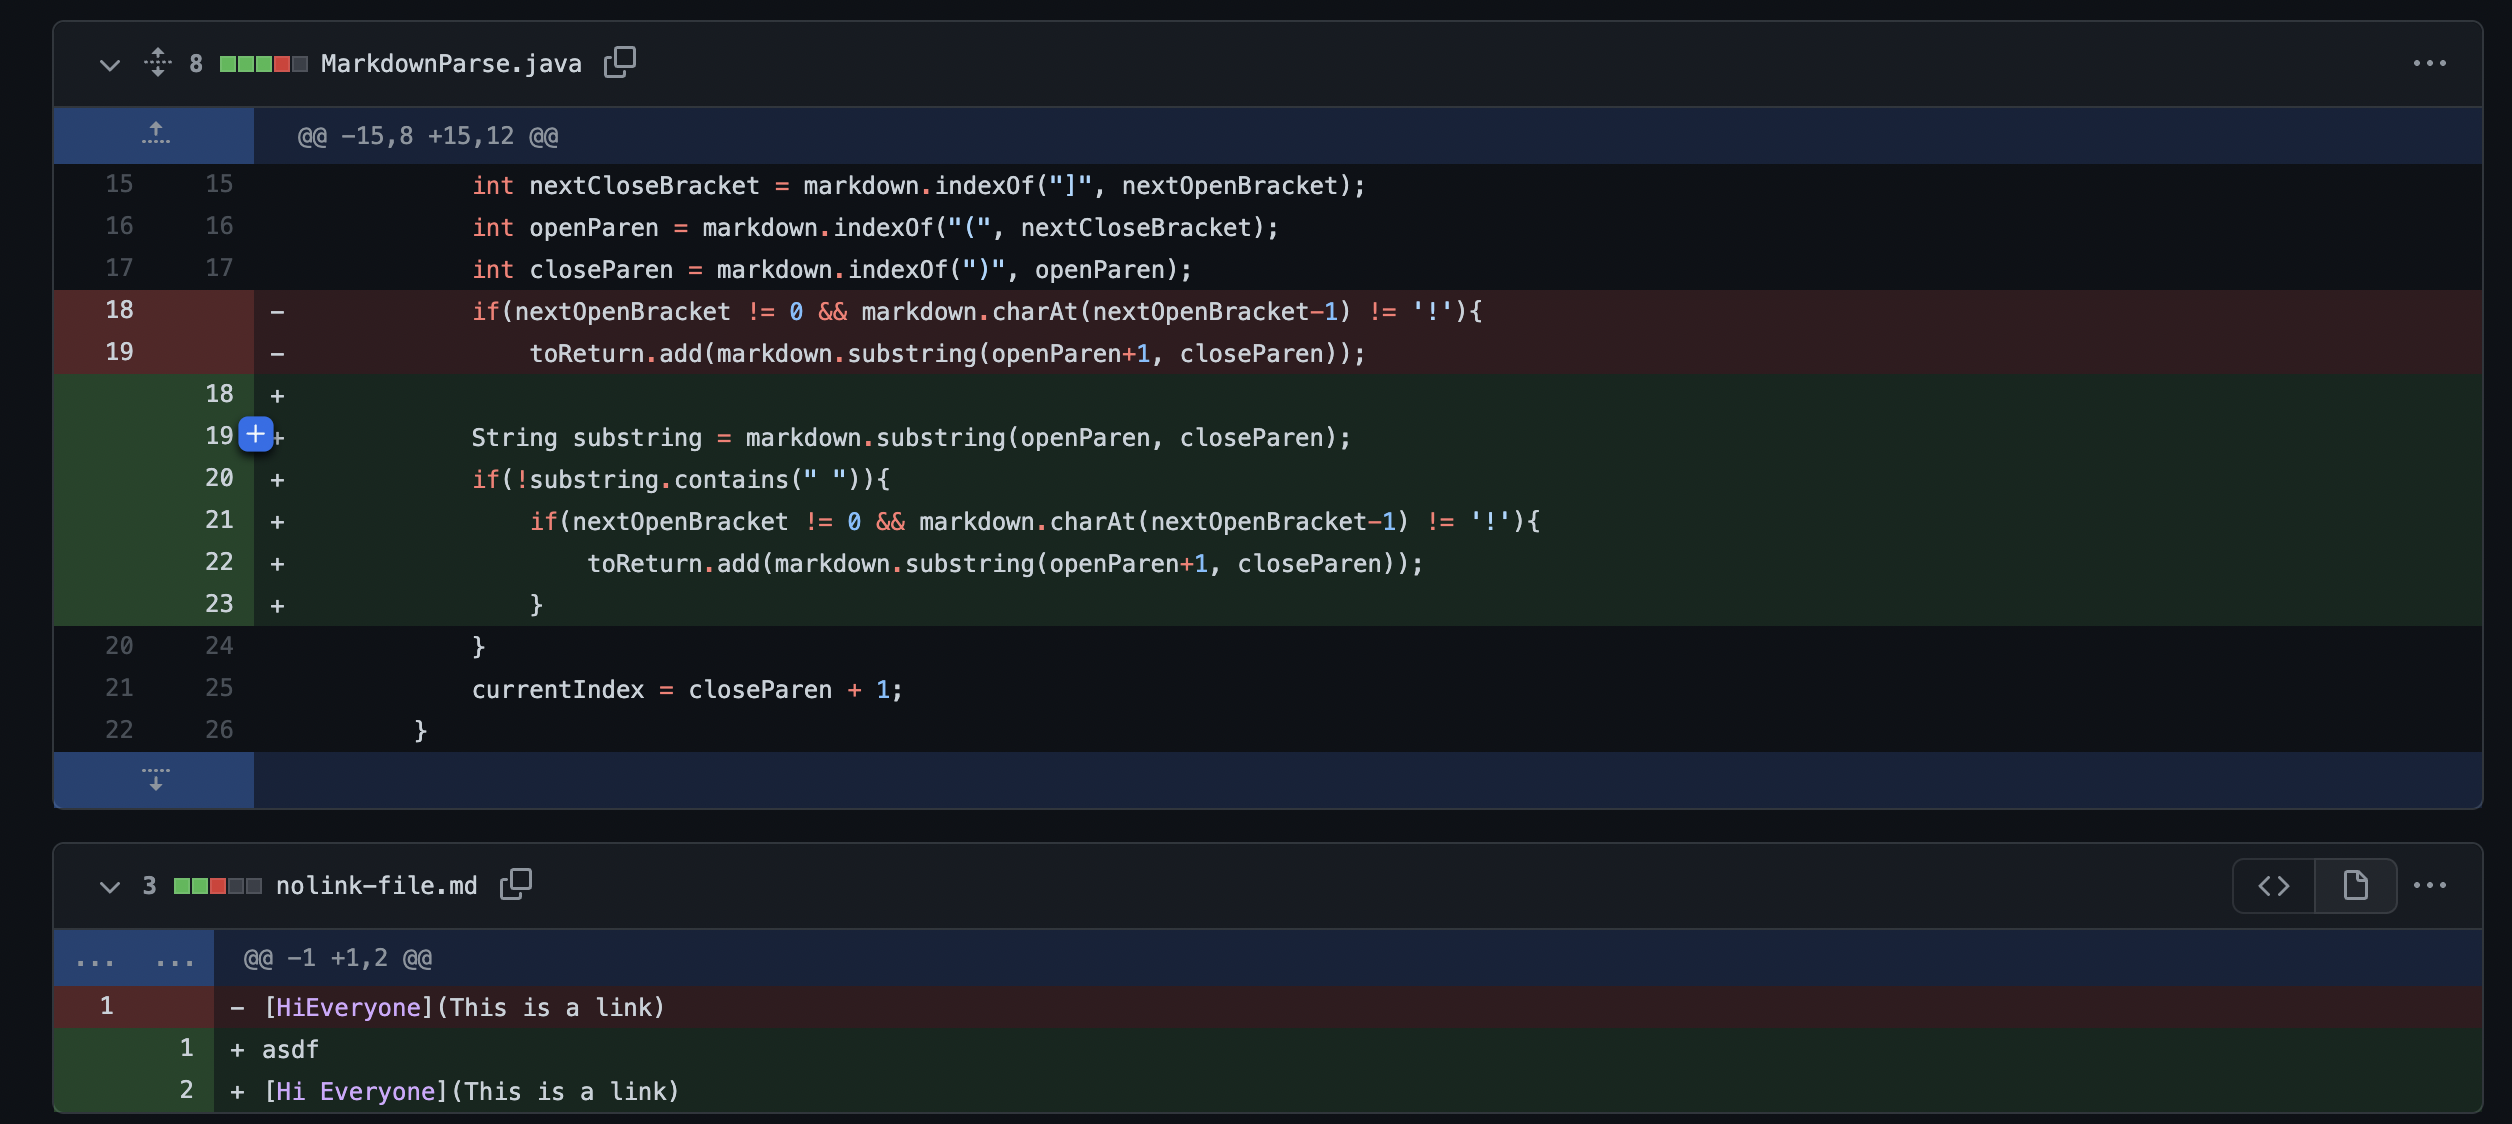 8 MarkdownParse.java
@@ -15,8 +15,12 @@
15 15 int nextCloseBracket = markdown.indexOf("]", nextOpenBracket);
16 16 int openParen = markdown.indexOf("(", nextCloseBracket);
17 17 int closeParen = markdown.indexOf(")", openParen);
18 - if(nextOpenBracket != 0 && markdown.charAt(nextOpenBracket-1) != '!'){
19 - toReturn.add(markdown.substring(openParen+1, closeParen));
18 +
19 + String substring = markdown.substring(openParen, closeParen);
20 + if(!substring.contains(" ")){
21 + if(nextOpenBracket != 0 && markdown.charAt(nextOpenBracket-1) != '!'){
22 + toReturn.add(markdown.substring(openParen+1, closeParen));
23 + }
20 24 }
21 25 currentIndex = closeParen + 1;
22 26 }
3 nolink-file.md
... ... @@ -1 +1,2 @@
1 - [HiEveryone](This is a link)
1 + asdf
2 + [Hi Everyone](This is a link)